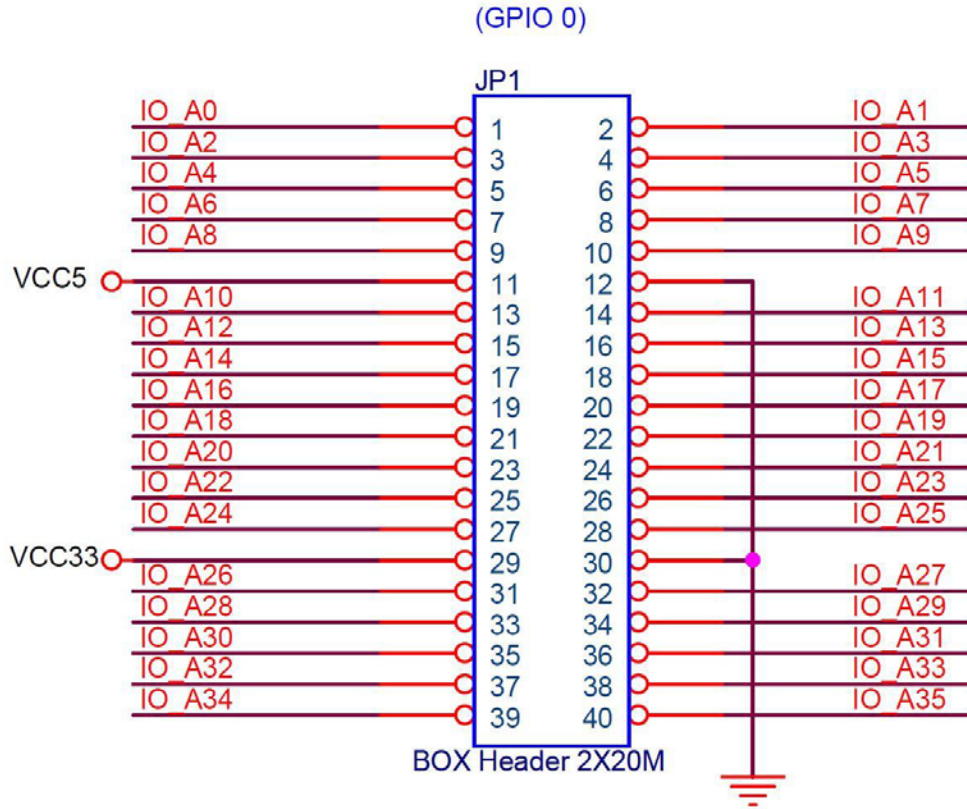 (GPIO 0)
JP1
IO_A0 1 2 IO_A1
IO_A2 3 4 IO_A3
IO_A4 5 6 IO_A5
IO_A6 7 8 IO_A7
IO_A8 9 10 IO_A9
VCC5 11 12
IO_A10 13 14 IO_A11
IO_A12 15 16 IO_A13
IO_A14 17 18 IO_A15
IO_A16 19 20 IO_A17
IO_A18 21 22 IO_A19
IO_A20 23 24 IO_A21
IO_A22 25 26 IO_A23
IO_A24 27 28 IO_A25
VCC33 29 30
IO_A26 31 32 IO_A27
IO_A28 33 34 IO_A29
IO_A30 35 36 IO_A31
IO_A32 37 38 IO_A33
IO_A34 39 40 IO_A35
BOX Header 2X20M